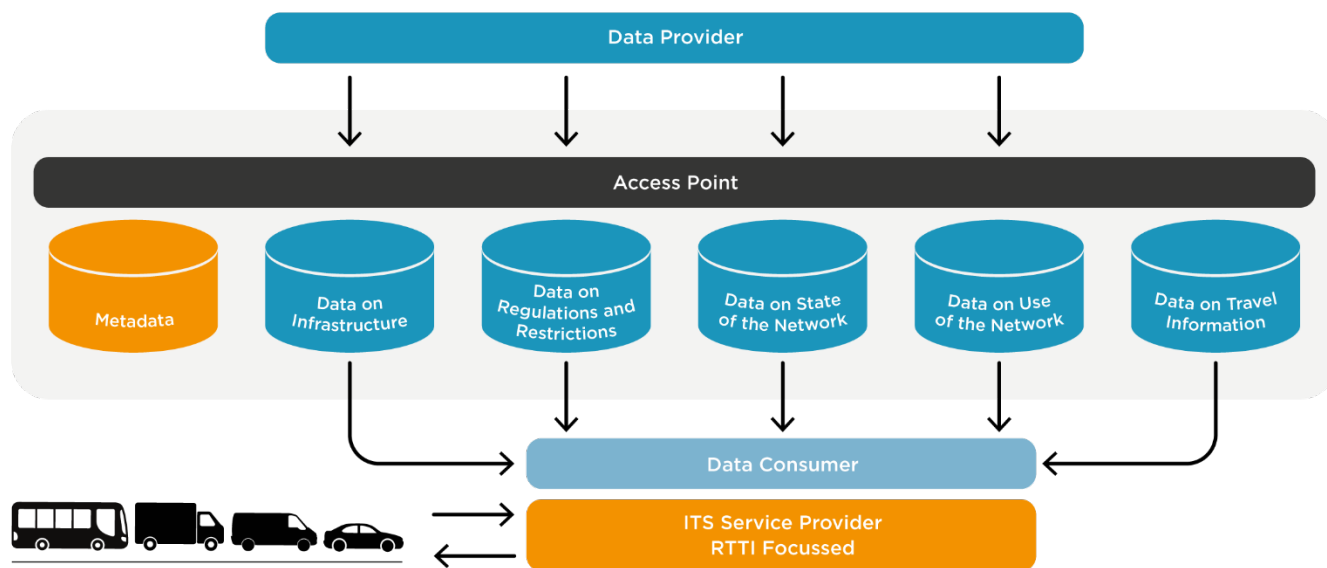 Data Provider
Access Point
Metadata
Data on
Infrastructure
Data on
Regulations and
Restrictions
Data on State
of the Network
Data on Use
of the Network
Data on Travel
Information
Data Consumer
ITS Service Provider
RTTI Focussed